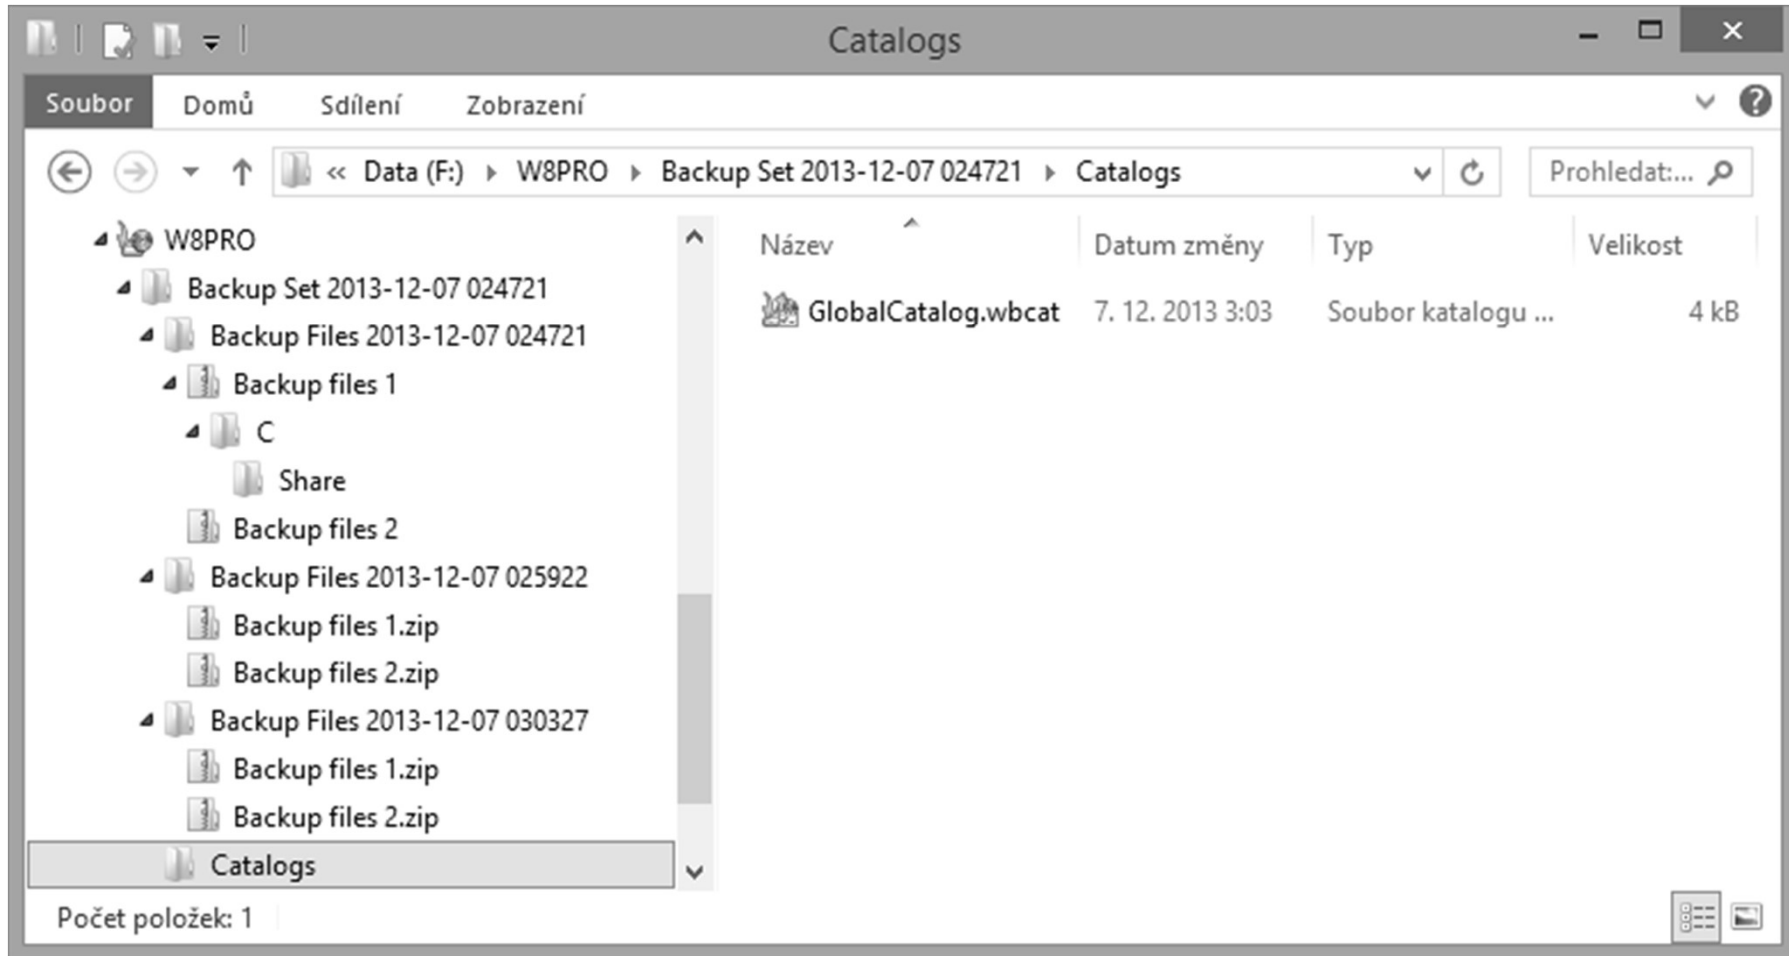 Catalogs
Soubor Domů Sdílení Zobrazení
« Data (F:) W8PRO Backup Set 2013-12-07 024721 Catalogs Prohledat:...
W8PRO
Backup Set 2013-12-07 024721
Backup Files 2013-12-07 024721
Backup files 1
C
Share
Backup files 2
Backup Files 2013-12-07 025922
Backup files 1.zip
Backup files 2.zip
Backup Files 2013-12-07 030327
Backup files 1.zip
Backup files 2.zip
Catalogs
Název Datum změny Typ Velikost
GlobalCatalog.wbcat 7. 12. 2013 3:03 Soubor katalogu ... 4 kB
Počet položek: 1